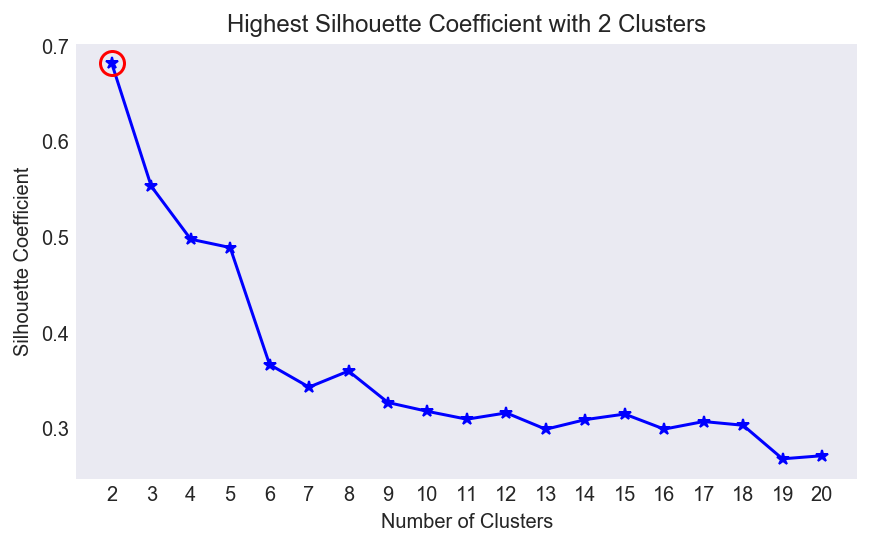 Highest Silhouette Coefficient with 2 Clusters
Silhouette Coefficient
0.7
0.6
0.5
0.4
0.3
2 3 4 5 6 7 8 9 10 11 12 13 14 15 16 17 18 19 20
Number of Clusters